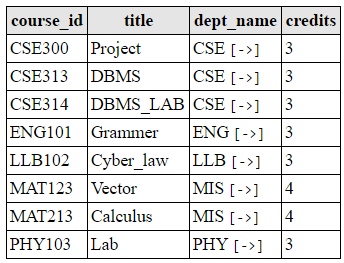 course_id title dept_name credits
CSE300 Project CSE [->] 3
CSE313 DBMS CSE [->] 3
CSE314 DBMS_LAB CSE [->] 3
ENG101 Grammer ENG [->] 3
LLB102 Cyber_law LLB [->] 3
MAT123 Vector MIS [->] 4
MAT213 Calculus MIS [->] 4
PHY103 Lab PHY [->] 3